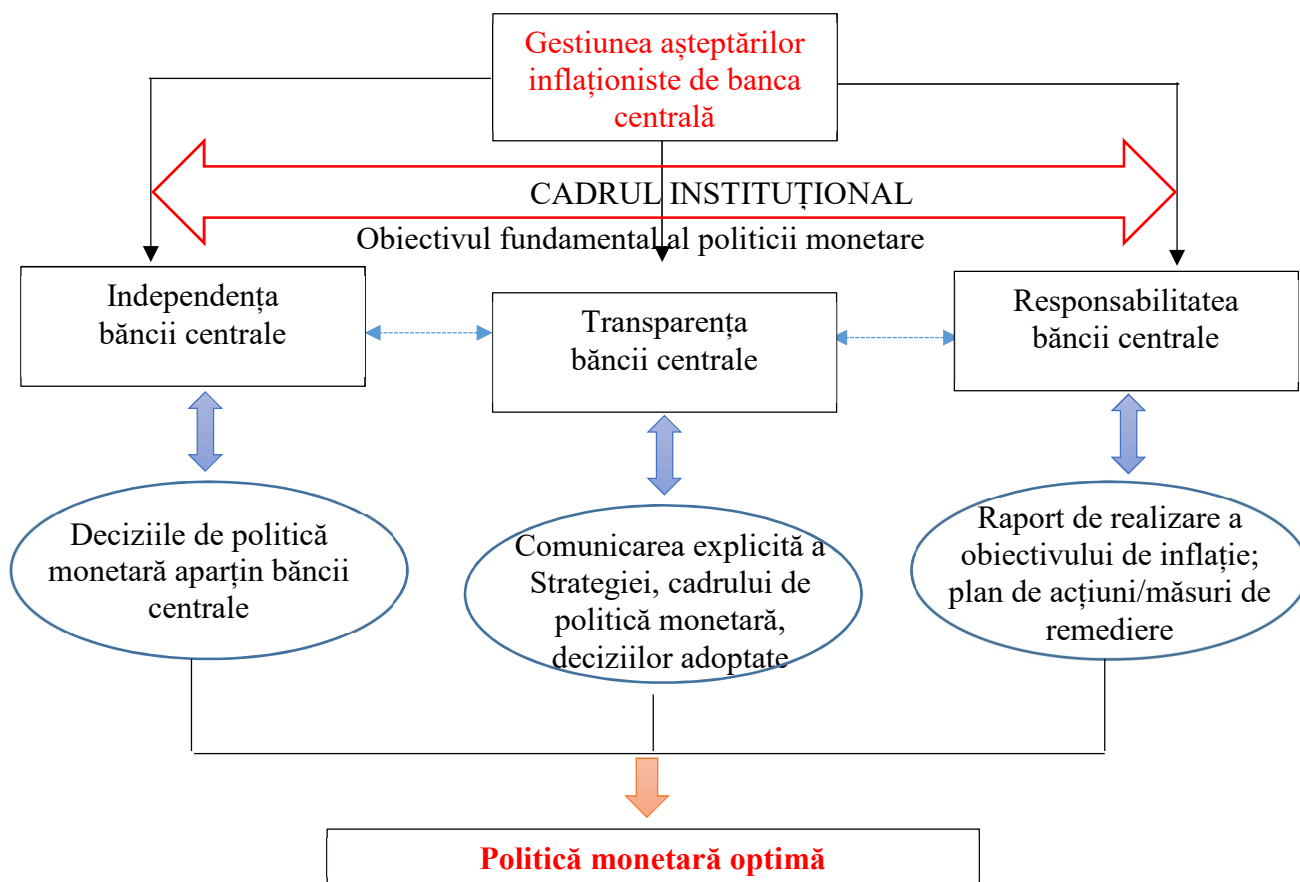 Gestiunea așteptărilor
inflaționiste de banca
centrală
CADRUL INSTITUȚIONAL
Obiectivul fundamental al politicii monetare
Independența
băncii centrale
Transparența
băncii centrale
Responsabilitatea
băncii centrale
Deciziile de politică
monetară aparțin băncii
centrale
Comunicarea explicită a
Strategiei, cadrului de
politică monetară,
deciziilor adoptate
Raport de realizare a
obiectivului de inflație;
plan de acțiuni/măsuri de
remediere
Politică monetară optimă